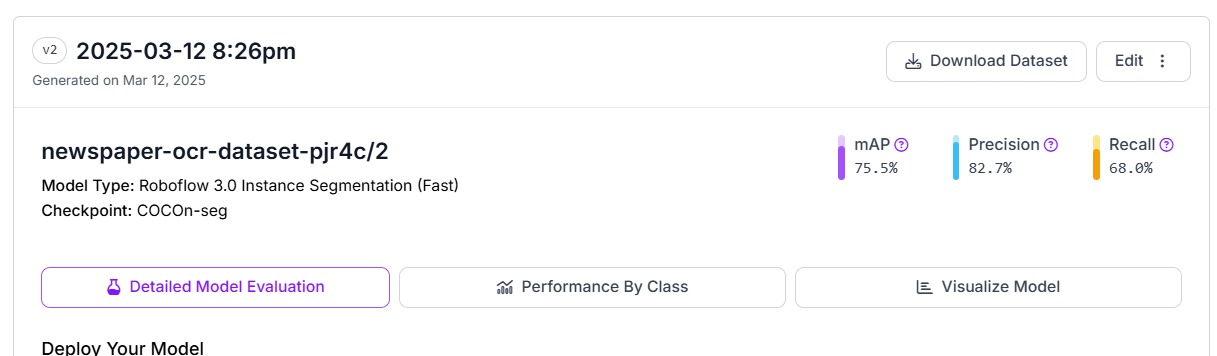 v2 2025-03-12 8:26pm
Generated on Mar 12, 2025
Download Dataset
Edit
newspaper-ocr-dataset-pjr4c/2
Model Type: Roboflow 3.0 Instance Segmentation (Fast)
Checkpoint: COCOn-seg
mAP ?
75.5%
Precision ?
82.7%
Recall ?
68.0%
Detailed Model Evaluation
Performance By Class
Visualize Model
Deploy Your Model